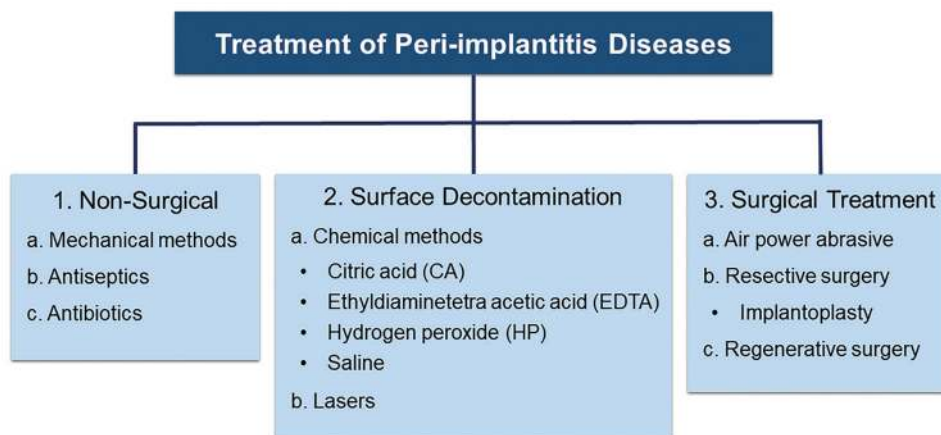 Treatment of Peri-implantitis Diseases
1. Non-Surgical
a. Mechanical methods
b. Antiseptics
c. Antibiotics
2. Surface Decontamination
a. Chemical methods
• Citric acid (CA)
• Ethyldiaminetetra acetic acid (EDTA)
• Hydrogen peroxide (HP)
• Saline
b. Lasers
3. Surgical Treatment
a. Air power abrasive
b. Resective surgery
• Implantoplasty
c. Regenerative surgery